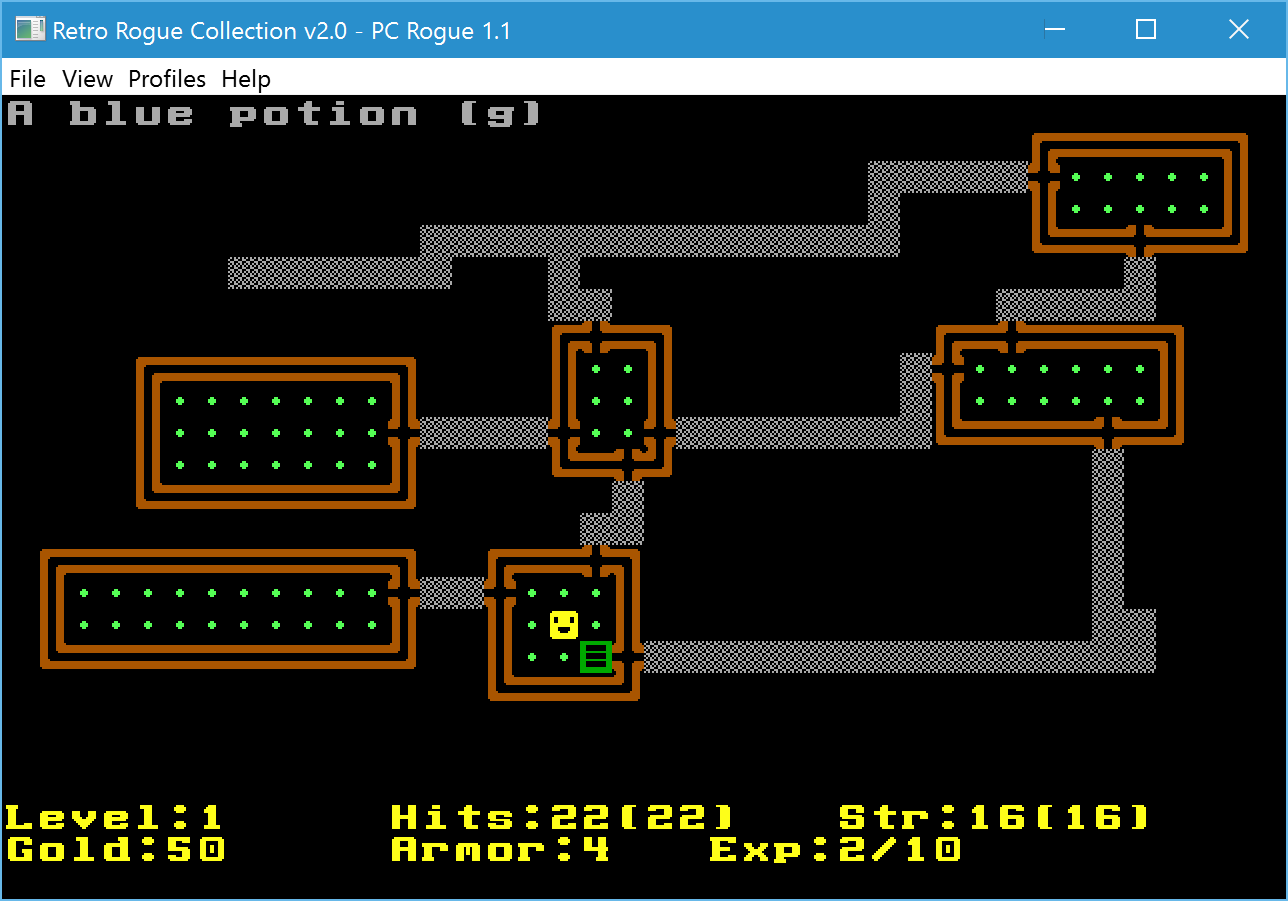 Retro Rogue Collection v2.0 - PC Rogue 1.1
File View Profiles Help
A blue potion (g)
Level:1 Hits:22(22) Str:16(16)
Gold:50 Armor:4 Exp:2/10